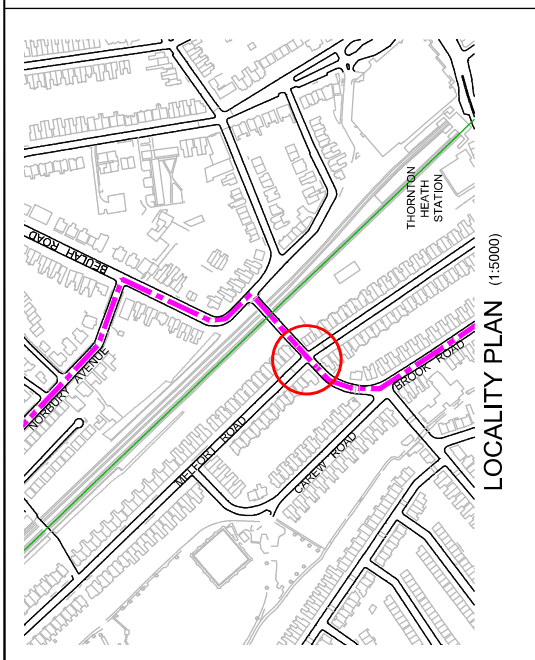 BEULAH ROAD
NORBURY AVENUE
THORNTON
HEATH
STATION
MELFORT ROAD
BROOK ROAD
CAREW ROAD
LOCALITY PLAN (1:5000)